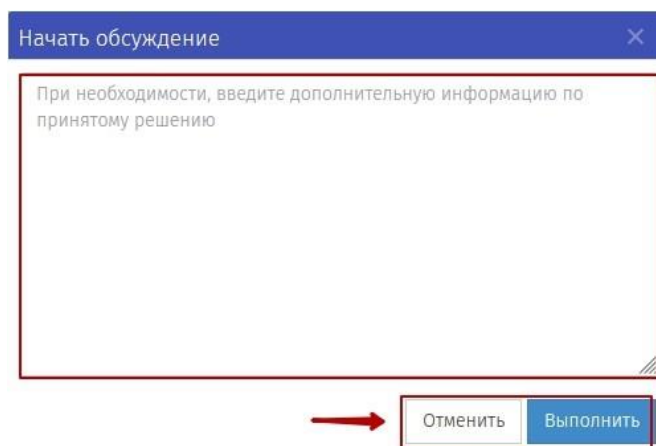 Начать обсуждение
При необходимости, введите дополнительную информацию по
принятому решению
Отменить
Выполнить